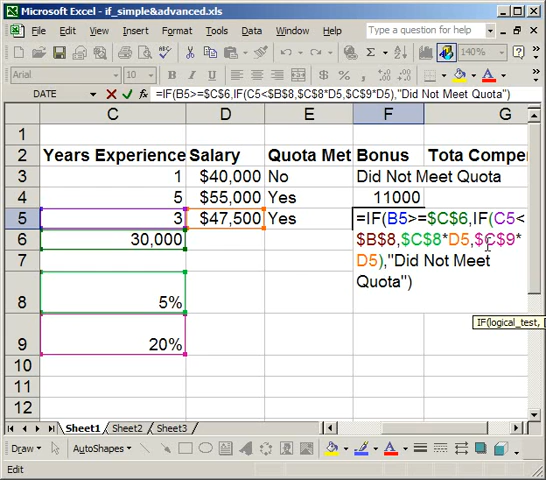 Microsoft Excel - if_simple&advanced.xls
File Edit View Insert Format Tools Data Window Help Type a question for help
Σ 140%
Arial 10 B I U
DATE =IF(B5>=$C$6,IF(C5<$B$8,$C$8*D5,$C$9*D5),"Did Not Meet Quota")
C D E F G
1
2 Years Experience Salary Quota Met Bonus Tota Compe
3 1 $40,000 No Did Not Meet Quota
4 5 $55,000 Yes 11000
5 3 $47,500 Yes =IF(B5>=$C$6,IF(C5<
6 30,000 $B$8,$C$8*D5,$C$9*
7 D5),"Did Not Meet
Quota")
8 5%
IF(logical_test,
9 20%
10
11
12
Sheet1 Sheet2 Sheet3
Draw AutoShapes
Edit